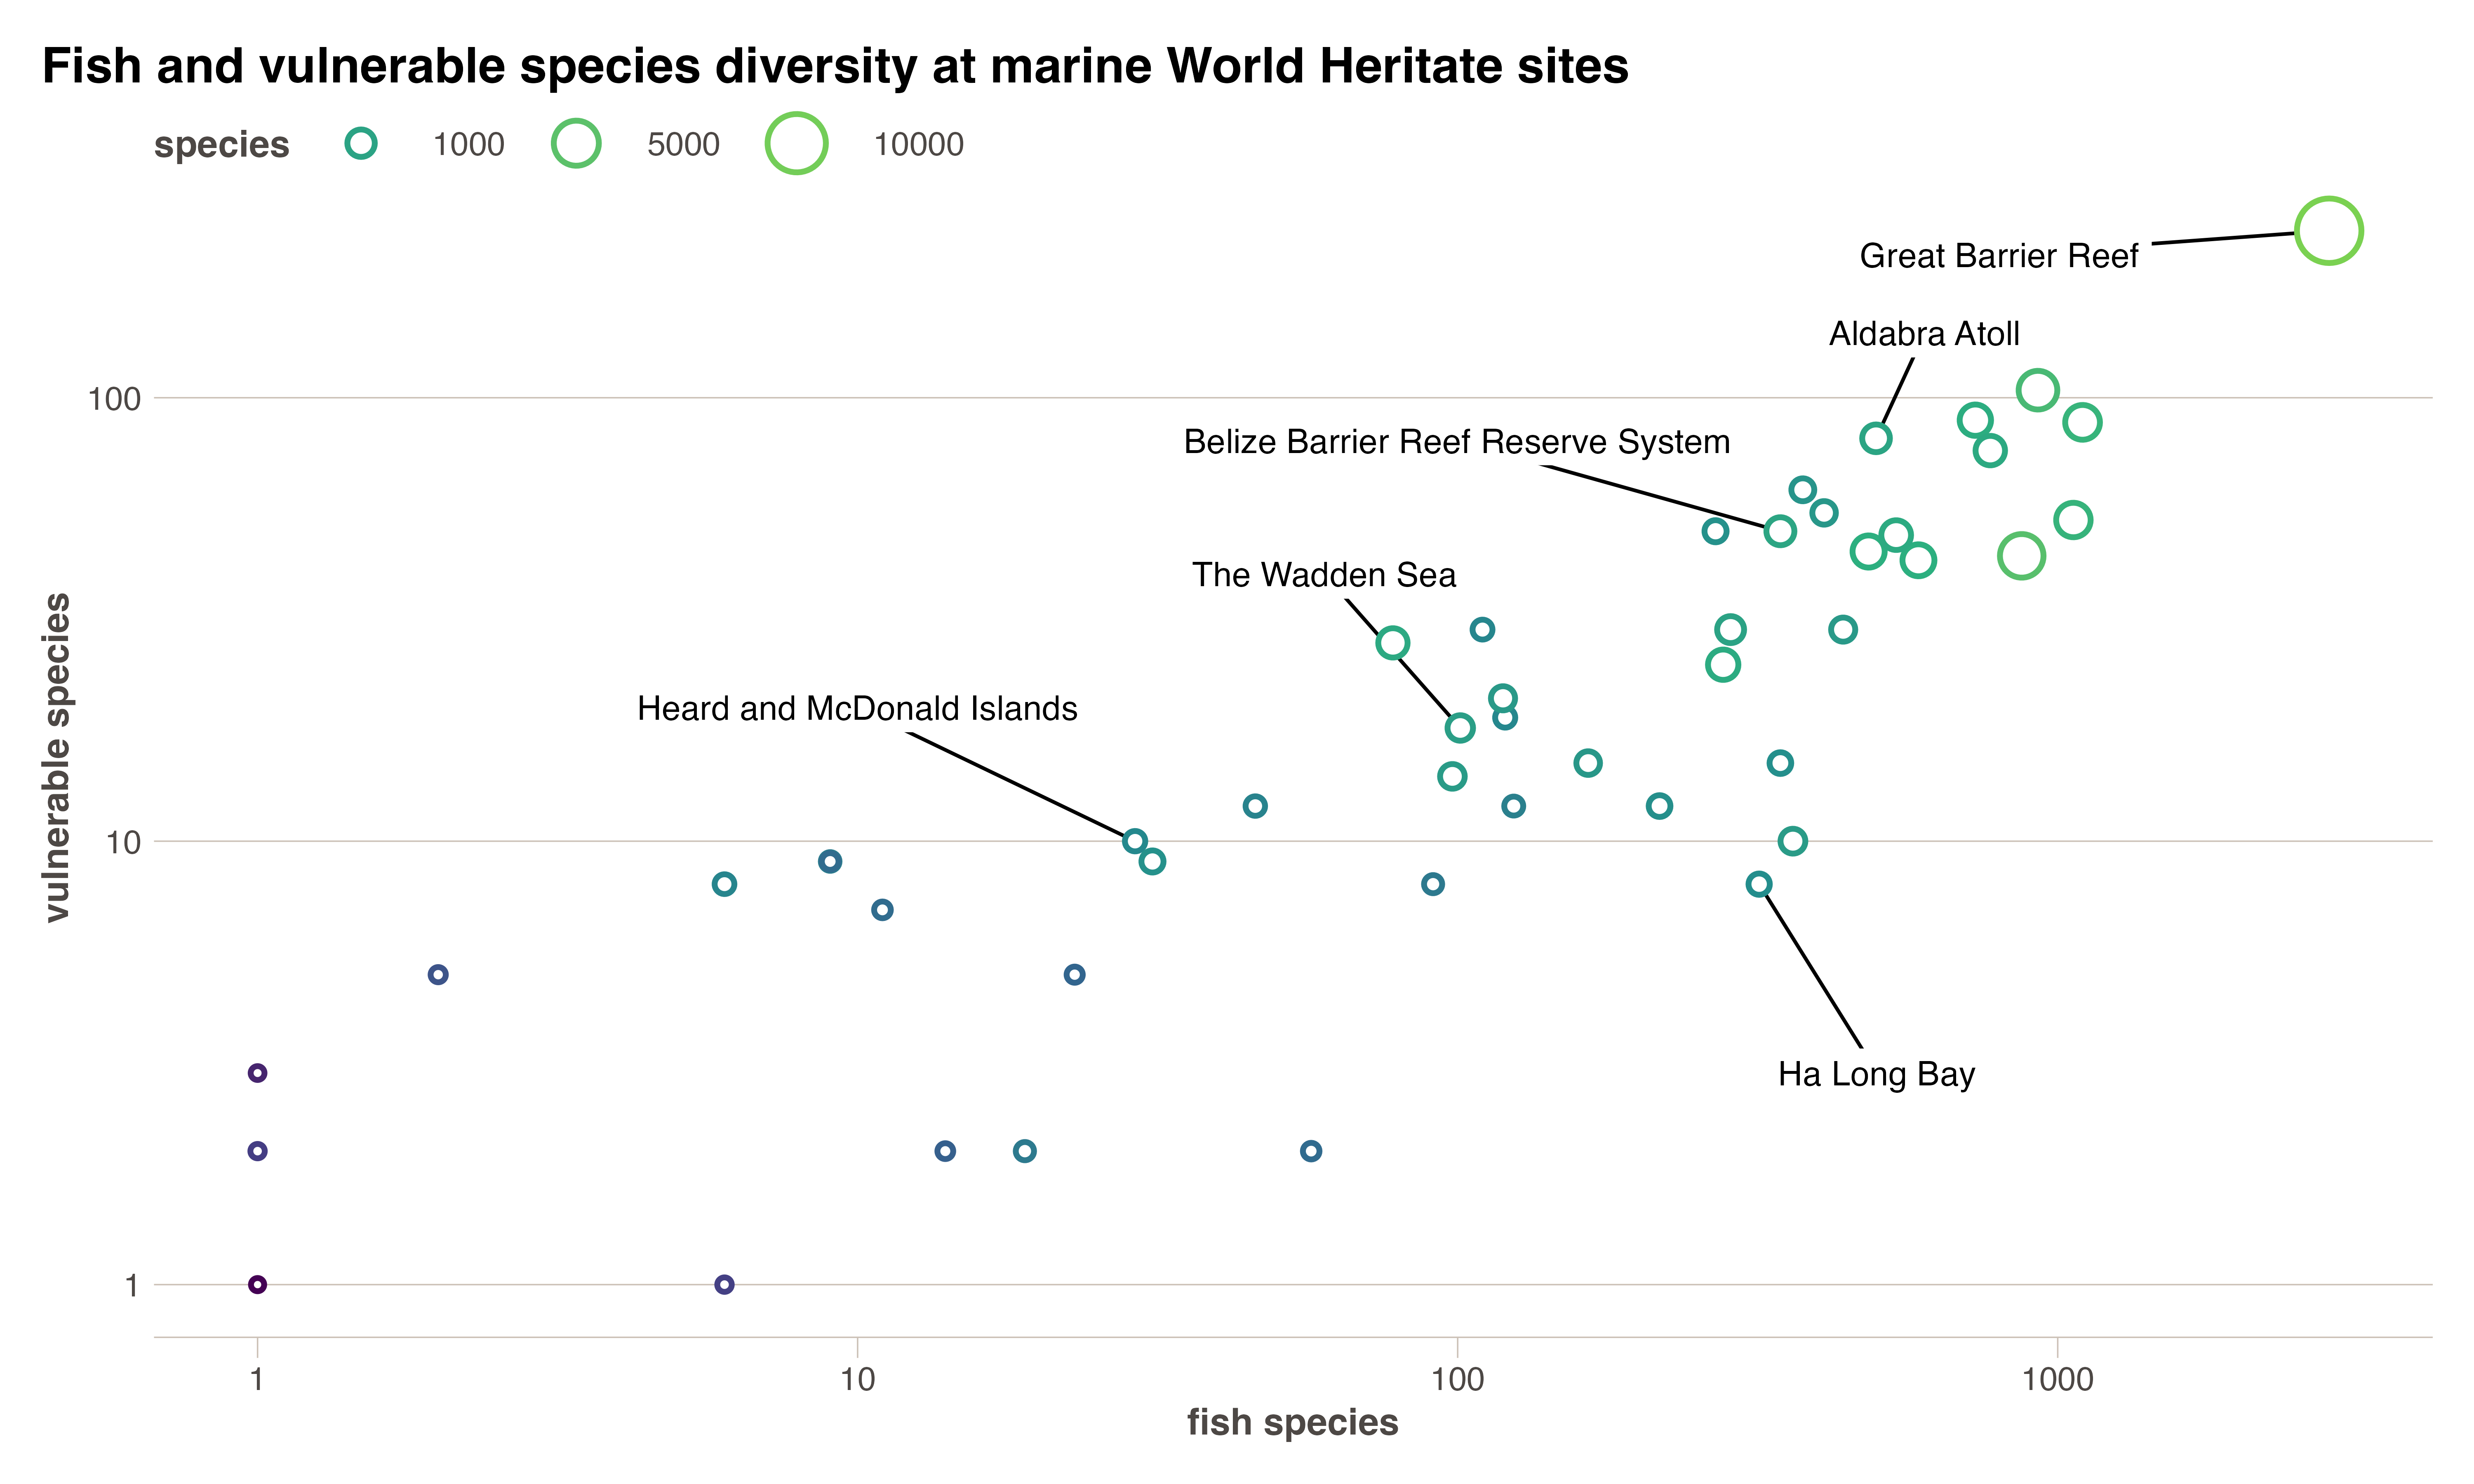 Fish and vulnerable species diversity at marine World Heritate sites
species 1000 5000 10000
Great Barrier Reef
Aldabra Atoll
100
Belize Barrier Reef Reserve System
The Wadden Sea
vulnerable species
Heard and McDonald Islands
10
Ha Long Bay
1
1 10 100 1000
fish species